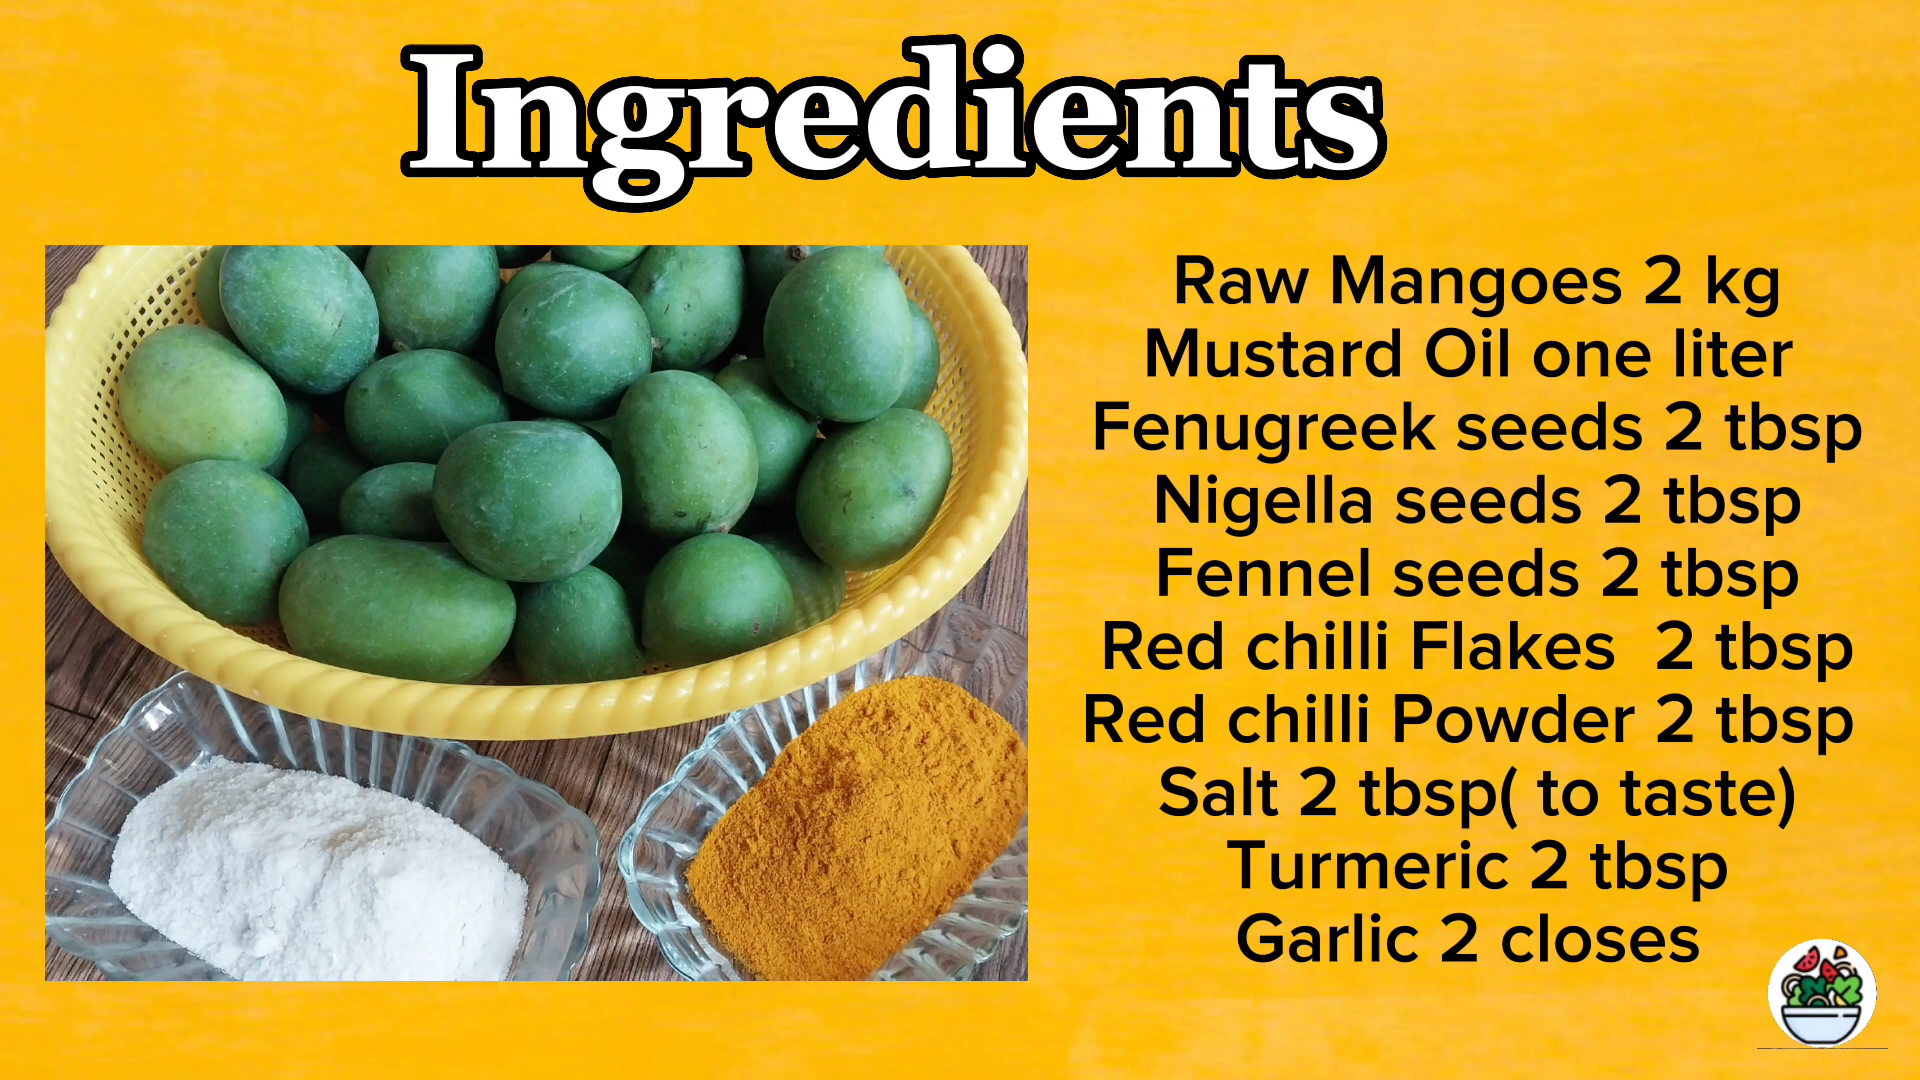 Ingredients
Raw Mangoes 2 kg
Mustard Oil one liter
Fenugreek seeds 2 tbsp
Nigella seeds 2 tbsp
Fennel seeds 2 tbsp
Red chilli Flakes  2 tbsp
Red chilli Powder 2 tbsp
Salt 2 tbsp( to taste)
Turmeric 2 tbsp
Garlic 2 closes